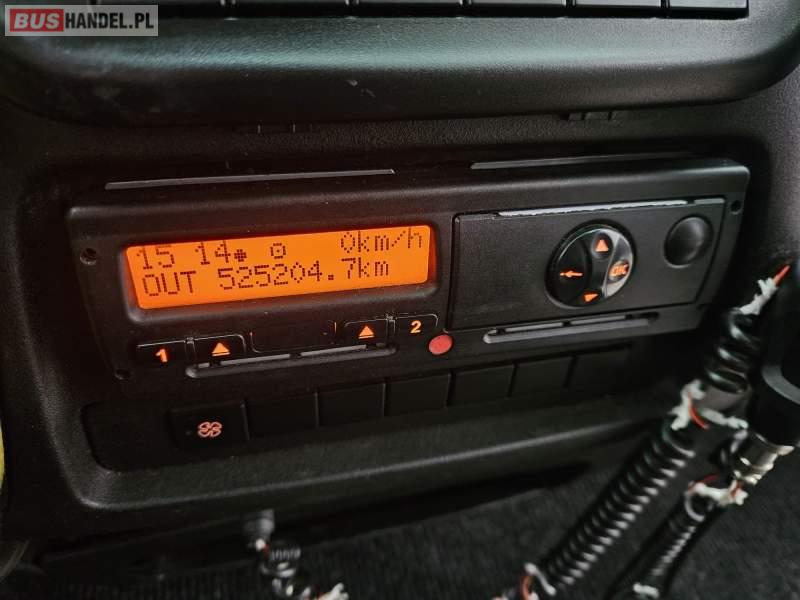 BUSHANDEL.PL
15 14 0km/h
OUT 525204.7km
OK
1 2